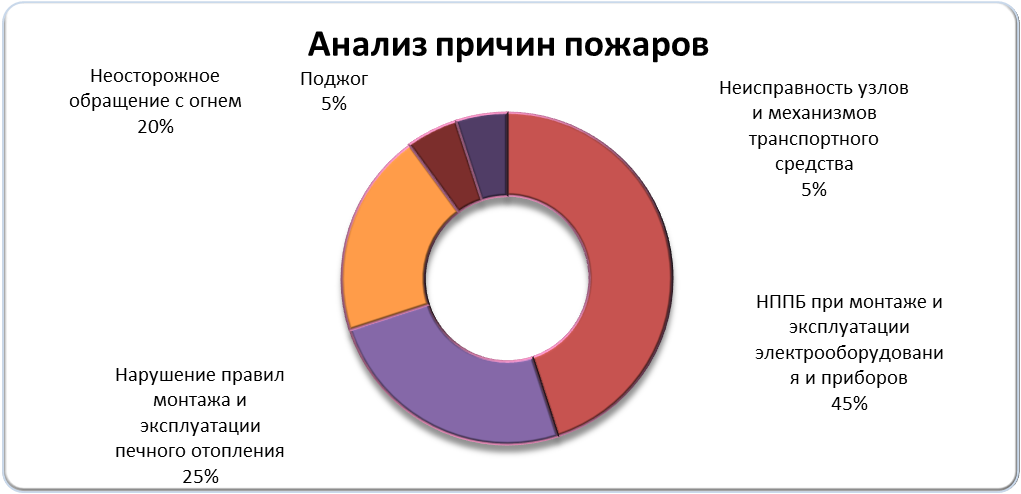 Анализ причин пожаров
Неосторожное
обращение с огнем
20%
Поджог
5%
Неисправность узлов
и механизмов
транспортного
средства
5%
НППБ при монтаже и
эксплуатации
электрооборудовани
я и приборов
45%
Нарушение правил
монтажа и
эксплуатации
печного отопления
25%